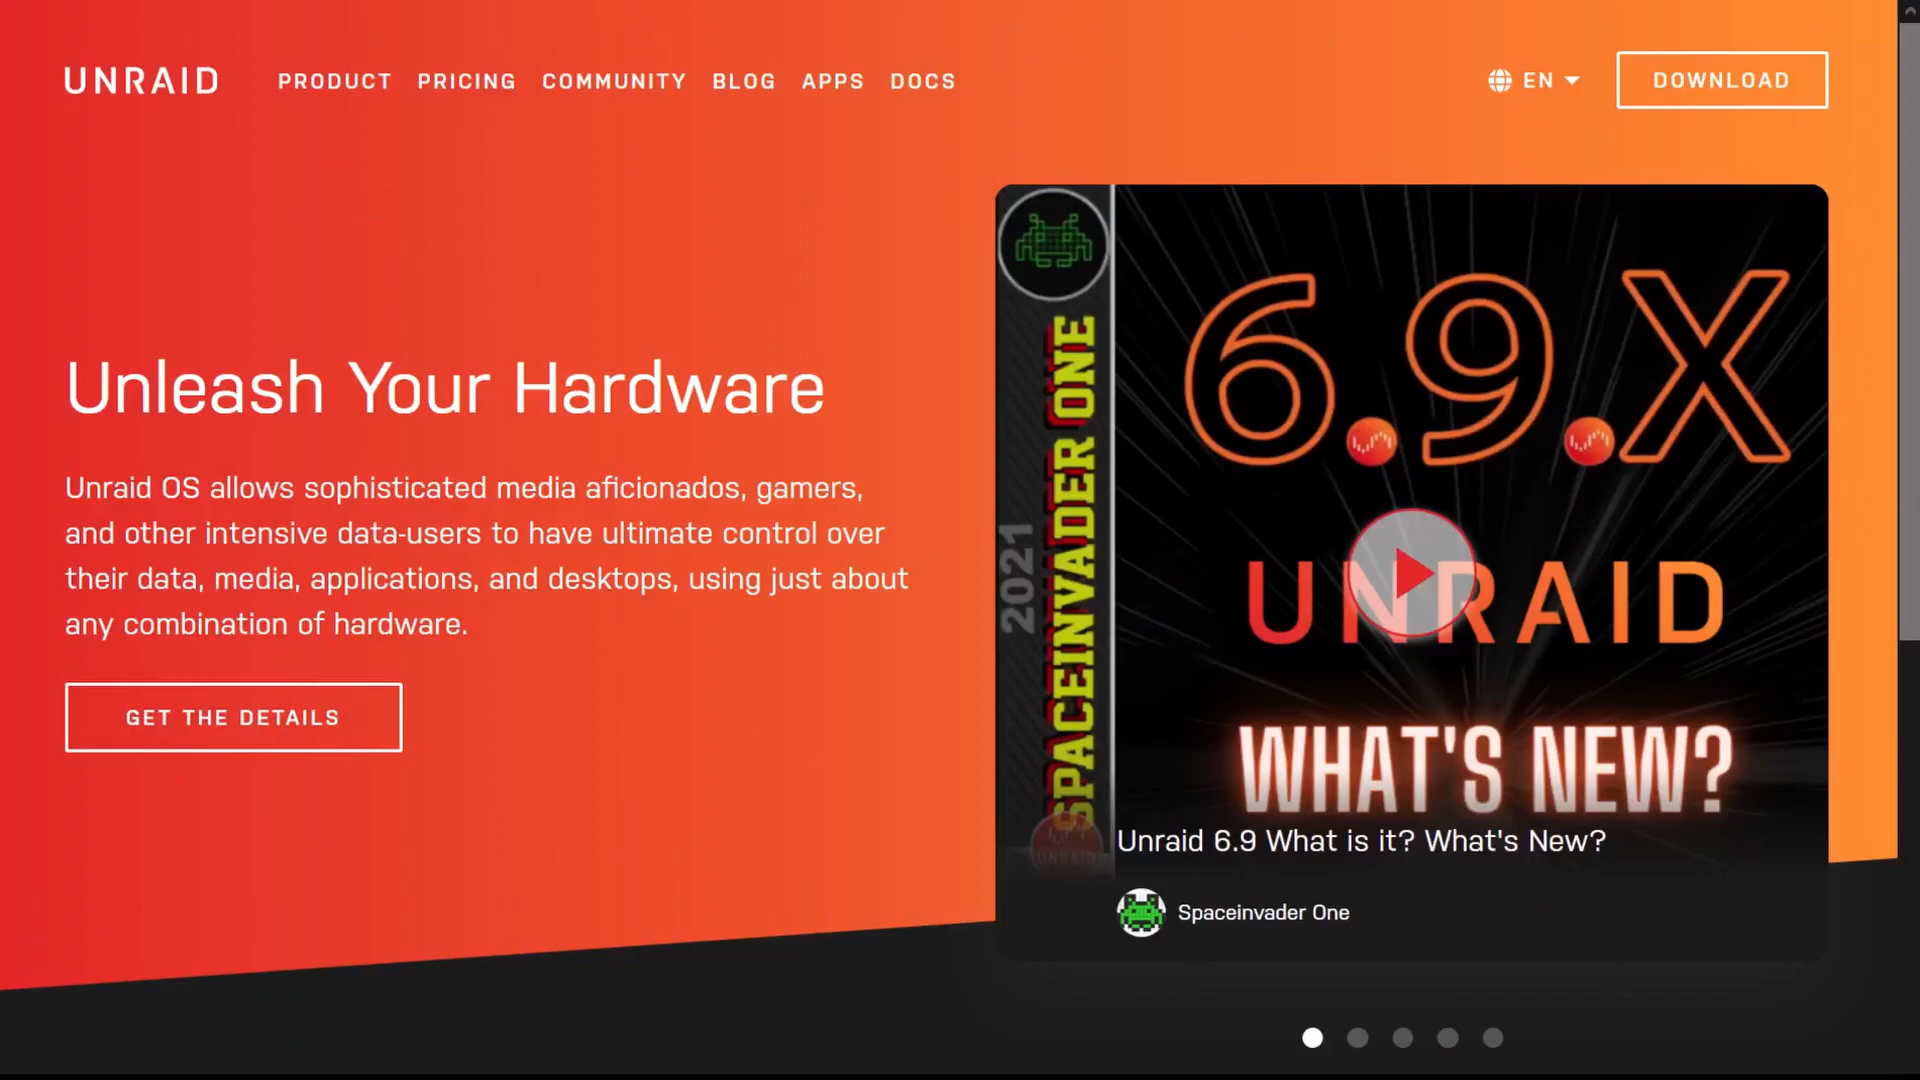 UNRAID
PRODUCT PRICING COMMUNITY BLOG APPS DOCS
EN
DOWNLOAD
Unleash Your Hardware
Unraid OS allows sophisticated media aficionados, gamers,
and other intensive data-users to have ultimate control over
their data, media, applications, and desktops, using just about
any combination of hardware.
GET THE DETAILS
2021
SPACEINVADER ONE
UNRAID
6.9.X
UNRAID
WHAT'S NEW?
Unraid 6.9 What is it? What's New?
Spaceinvader One